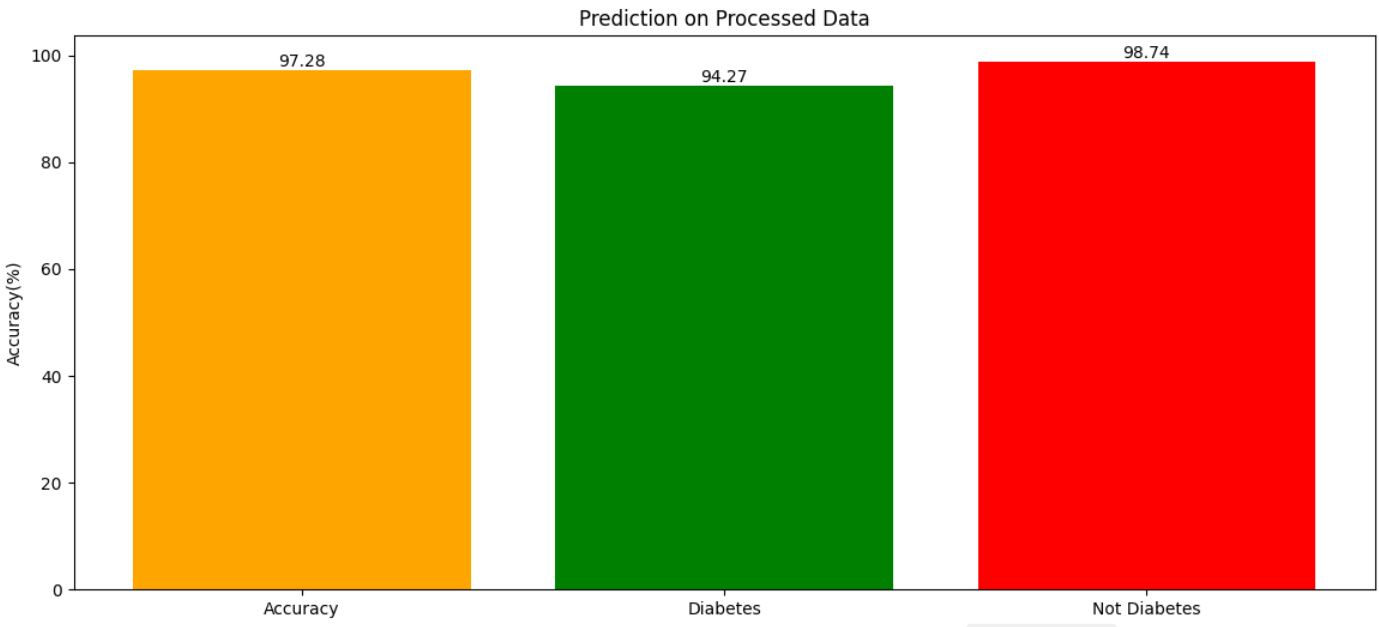 Prediction on Processed Data
Accuracy(%)
100
80
60
40
20
0
97.28
94.27
98.74
Accuracy
Diabetes
Not Diabetes